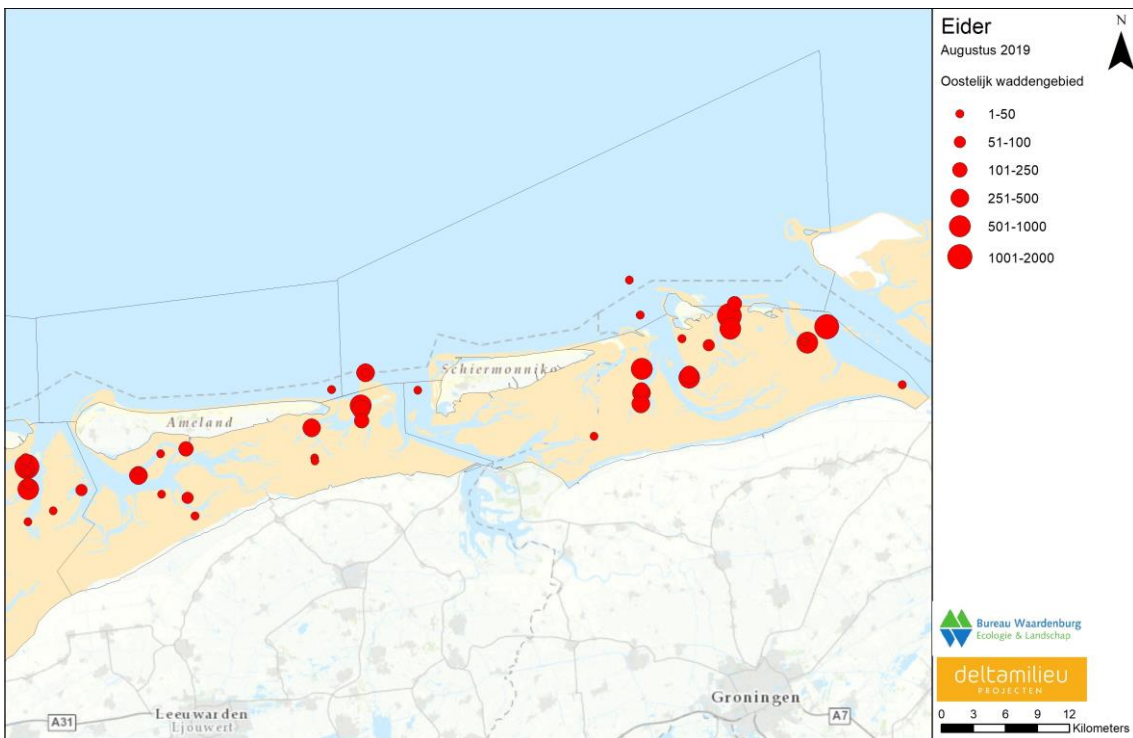 Eider
N
Augustus 2019
Oostelijk waddengebied
1-50
51-100
101-250
251-500
501-1000
1001-2000
Schiermonniko
Ameland
Groningen
Leeuwarden
Ljouwert
A31
A7
Bureau Waardenburg
Ecologie & Landschap
deltamilieu
PROJECTEN
0 3 6 9 12
Kilometers